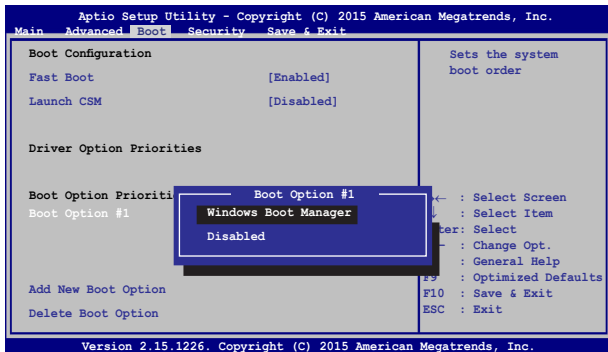 Aptio Setup Utility - Copyright (C) 2015 American Megatrends, Inc.
Main Advanced Boot Security Save & Exit
Boot Configuration
Fast Boot [Enabled]
Launch CSM [Disabled]
Driver Option Priorities
Boot Option Prioriti
Boot Option #1
Boot Option #1
Windows Boot Manager
Disabled
Add New Boot Option
Delete Boot Option
Sets the system
boot order
← : Select Screen
: Select Item
ter: Select
: Change Opt.
: General Help
F9 : Optimized Defaults
F10 : Save & Exit
ESC : Exit
Version 2.15.1226. Copyright (C) 2015 American Megatrends, Inc.